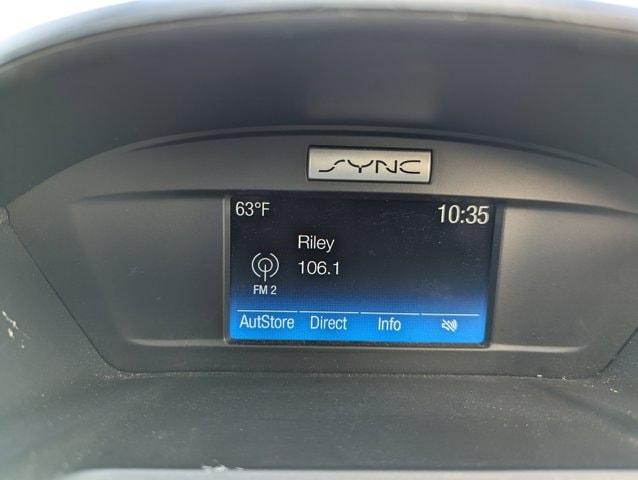 SYNC
63°F 10:35
Riley
106.1
FM 2
AutStore Direct Info